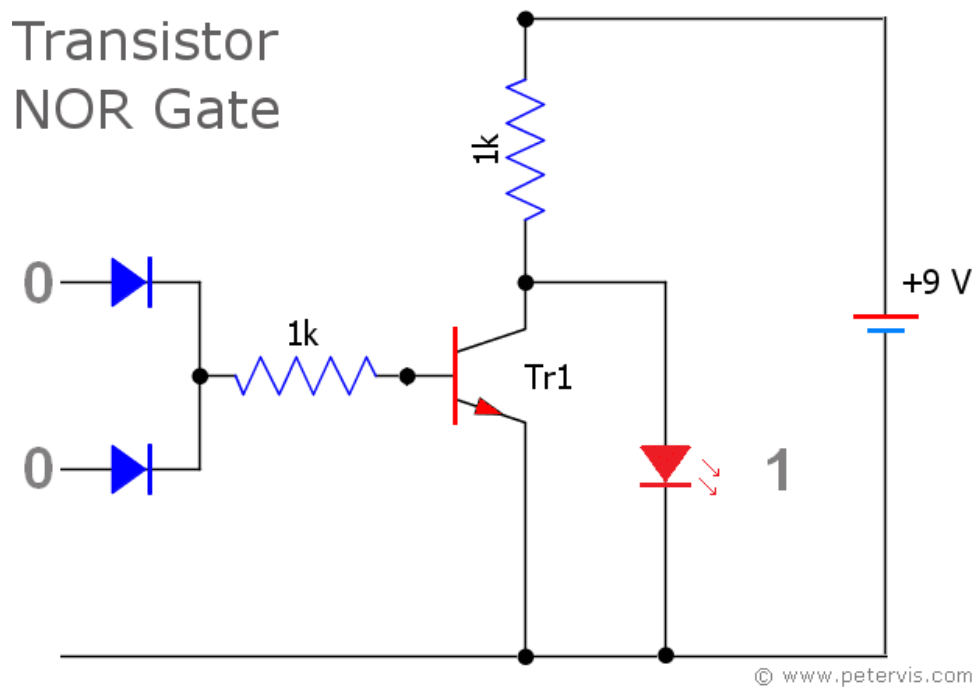 Transistor
NOR Gate
1k
0
+9 V
1k
Tr1
0
1
© www.petervis.com